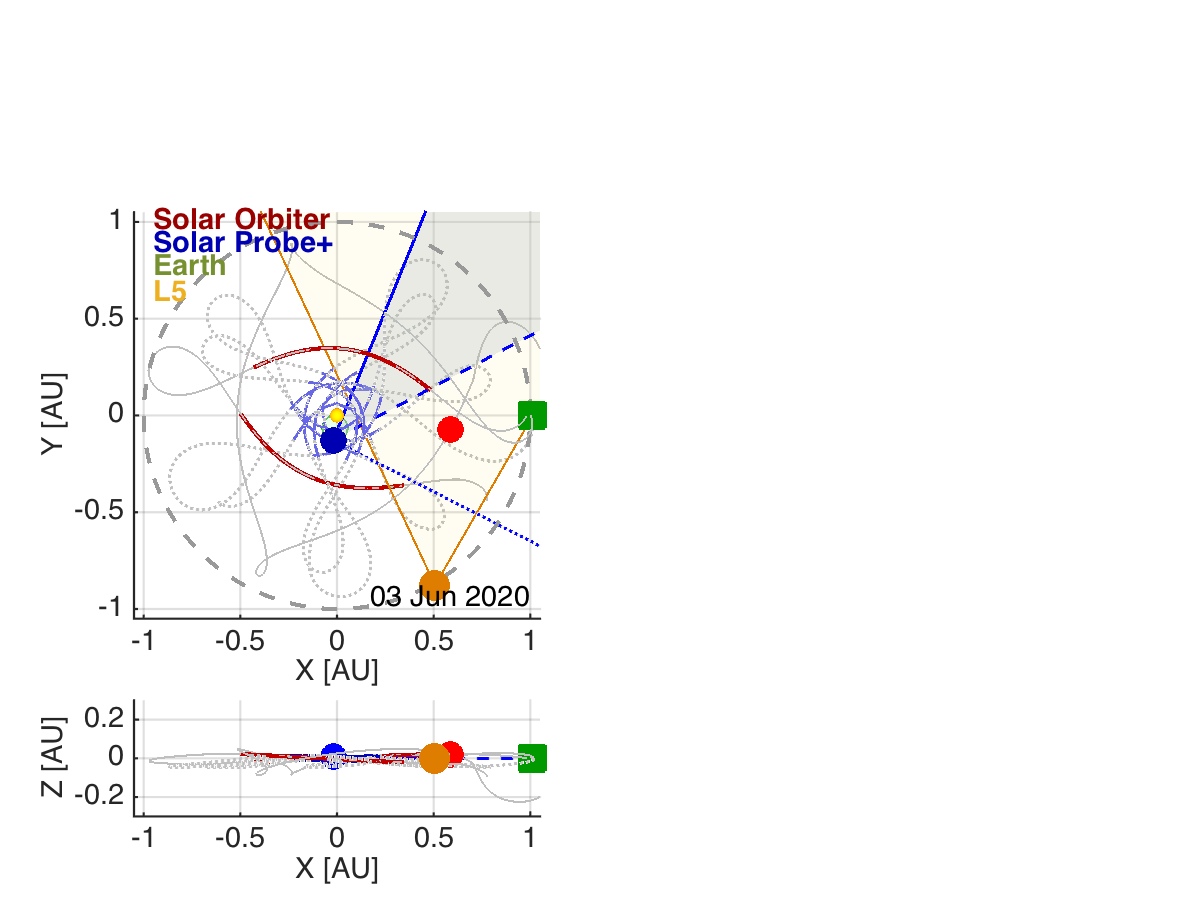 Solar Orbiter
Solar Probe+
Earth
L5
1
0.5
0
-0.5
-1
Y [AU]
03 Jun 2020
-1 -0.5 0 0.5 1
X [AU]
0.2
0
-0.2
Z [AU]
-1 -0.5 0 0.5 1
X [AU]